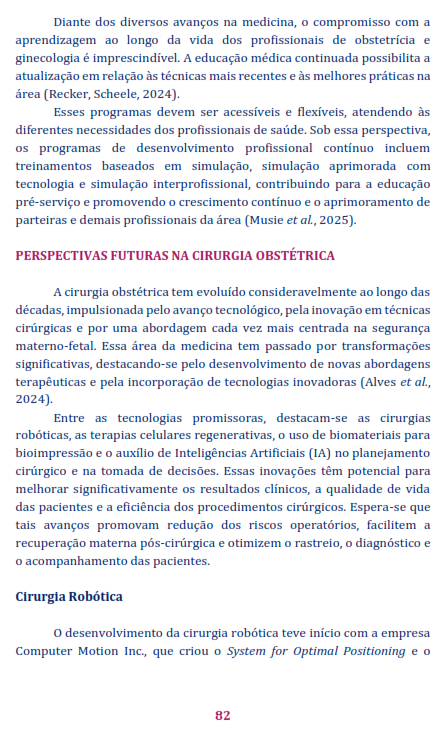 Diante dos diversos avanços na medicina, o compromisso com a
aprendizagem ao longo da vida dos profissionais de obstetrícia e
ginecologia é imprescindível. A educação médica continuada possibilita a
atualização em relação às técnicas mais recentes e às melhores práticas na
área (Recker, Scheele, 2024).
Esses programas devem ser acessíveis e flexíveis, atendendo às
diferentes necessidades dos profissionais de saúde. Sob essa perspectiva,
os programas de desenvolvimento profissional contínuo incluem
treinamentos baseados em simulação, simulação aprimorada com
tecnologia e simulação interprofissional, contribuindo para a educação
pré-serviço e promovendo o crescimento contínuo e o aprimoramento de
parteiras e demais profissionais da área (Musie et al., 2025).
PERSPECTIVAS FUTURAS NA CIRURGIA OBSTÉTRICA
A cirurgia obstétrica tem evoluído consideravelmente ao longo das
décadas, impulsionada pelo avanço tecnológico, pela inovação em técnicas
cirúrgicas e por uma abordagem cada vez mais centrada na segurança
materno-fetal. Essa área da medicina tem passado por transformações
significativas, destacando-se pelo desenvolvimento de novas abordagens
terapêuticas e pela incorporação de tecnologias inovadoras (Alves et al.,
2024).
Entre as tecnologias promissoras, destacam-se as cirurgias
robóticas, as terapias celulares regenerativas, o uso de biomateriais para
bioimpressão e o auxílio de Inteligências Artificiais (IA) no planejamento
cirúrgico e na tomada de decisões. Essas inovações têm potencial para
melhorar significativamente os resultados clínicos, a qualidade de vida
das pacientes e a eficiência dos procedimentos cirúrgicos. Espera-se que
tais avanços promovam redução dos riscos operatórios, facilitem a
recuperação materna pós-cirúrgica e otimizem o rastreio, o diagnóstico e
o acompanhamento das pacientes.
Cirurgia Robótica
O desenvolvimento da cirurgia robótica teve início com a empresa
Computer Motion Inc., que criou o System for Optimal Positioning e o
82